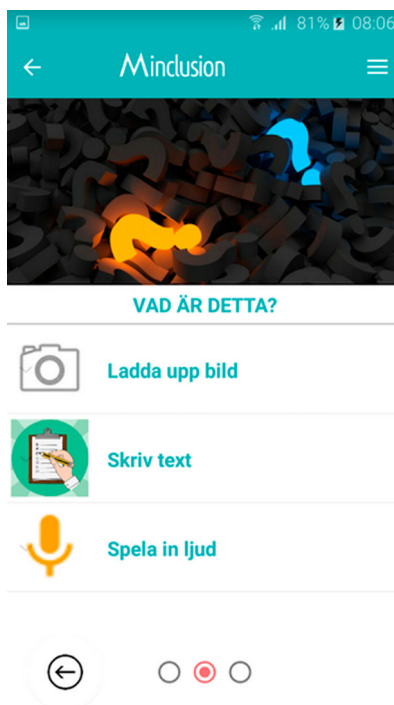 81% 08:06
Minclusion
VAD ÄR DETTA?
Ladda upp bild
Skriv text
Spela in ljud